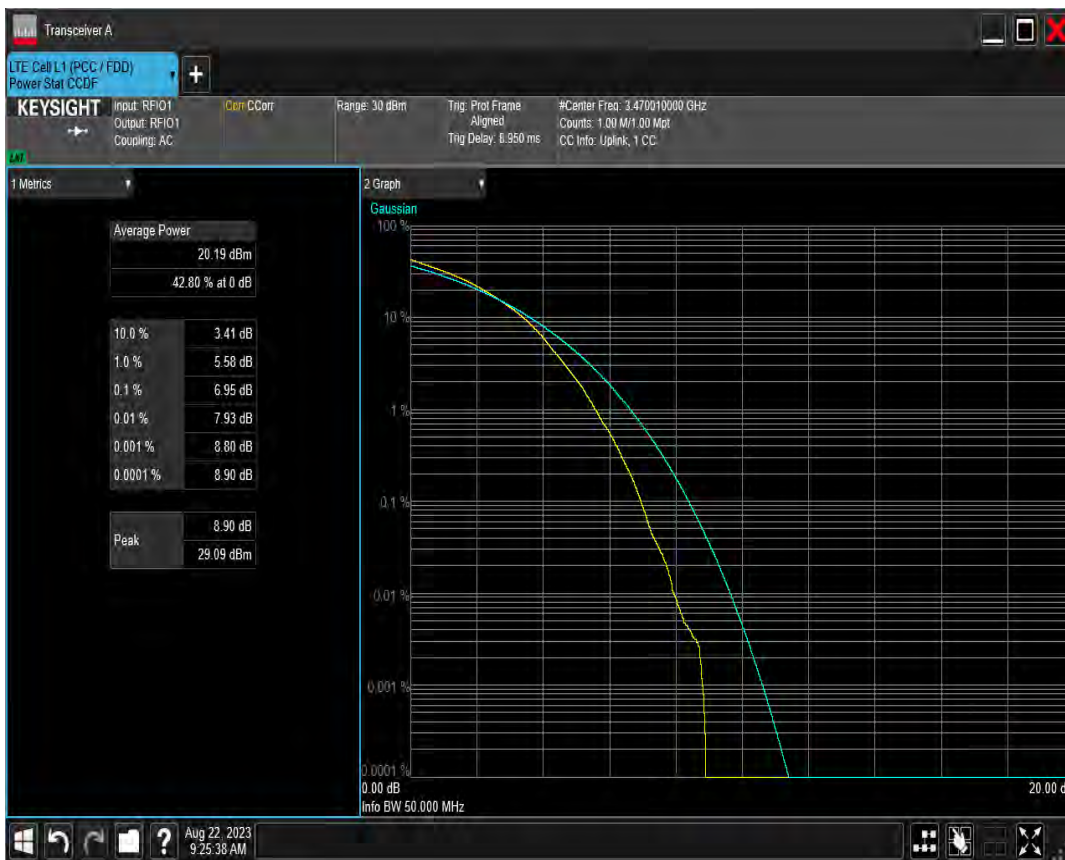 Transceiver A
LTE Cell L1 (PCC / FDD)
Power Stat CCDF
+
KEYSIGHT
Input: RFIO1
Output: RFIO1
Coupling: AC
Corr CCorr
Range: 30 dBm
Trig: Prot Frame
Aligned
Trig Delay: 8.950 ms
#Center Freq: 3.470010000 GHz
Counts: 1.00 M/1.00 Mpt
CC Info: Uplink, 1 CC
1 Metrics
Average Power
20.19 dBm
42.80 % at 0 dB
10.0 % 3.41 dB
1.0 % 5.58 dB
0.1 % 6.95 dB
0.01 % 7.93 dB
0.001 % 8.80 dB
0.0001 % 8.90 dB
Peak
8.90 dB
29.09 dBm
2 Graph
Gaussian
100 %
10 %
1 %
0.1 %
0.01 %
0.001 %
0.0001 %
0.00 dB
20.00 d
Info BW 50.000 MHz
?
Aug 22, 2023
9:25:38 AM